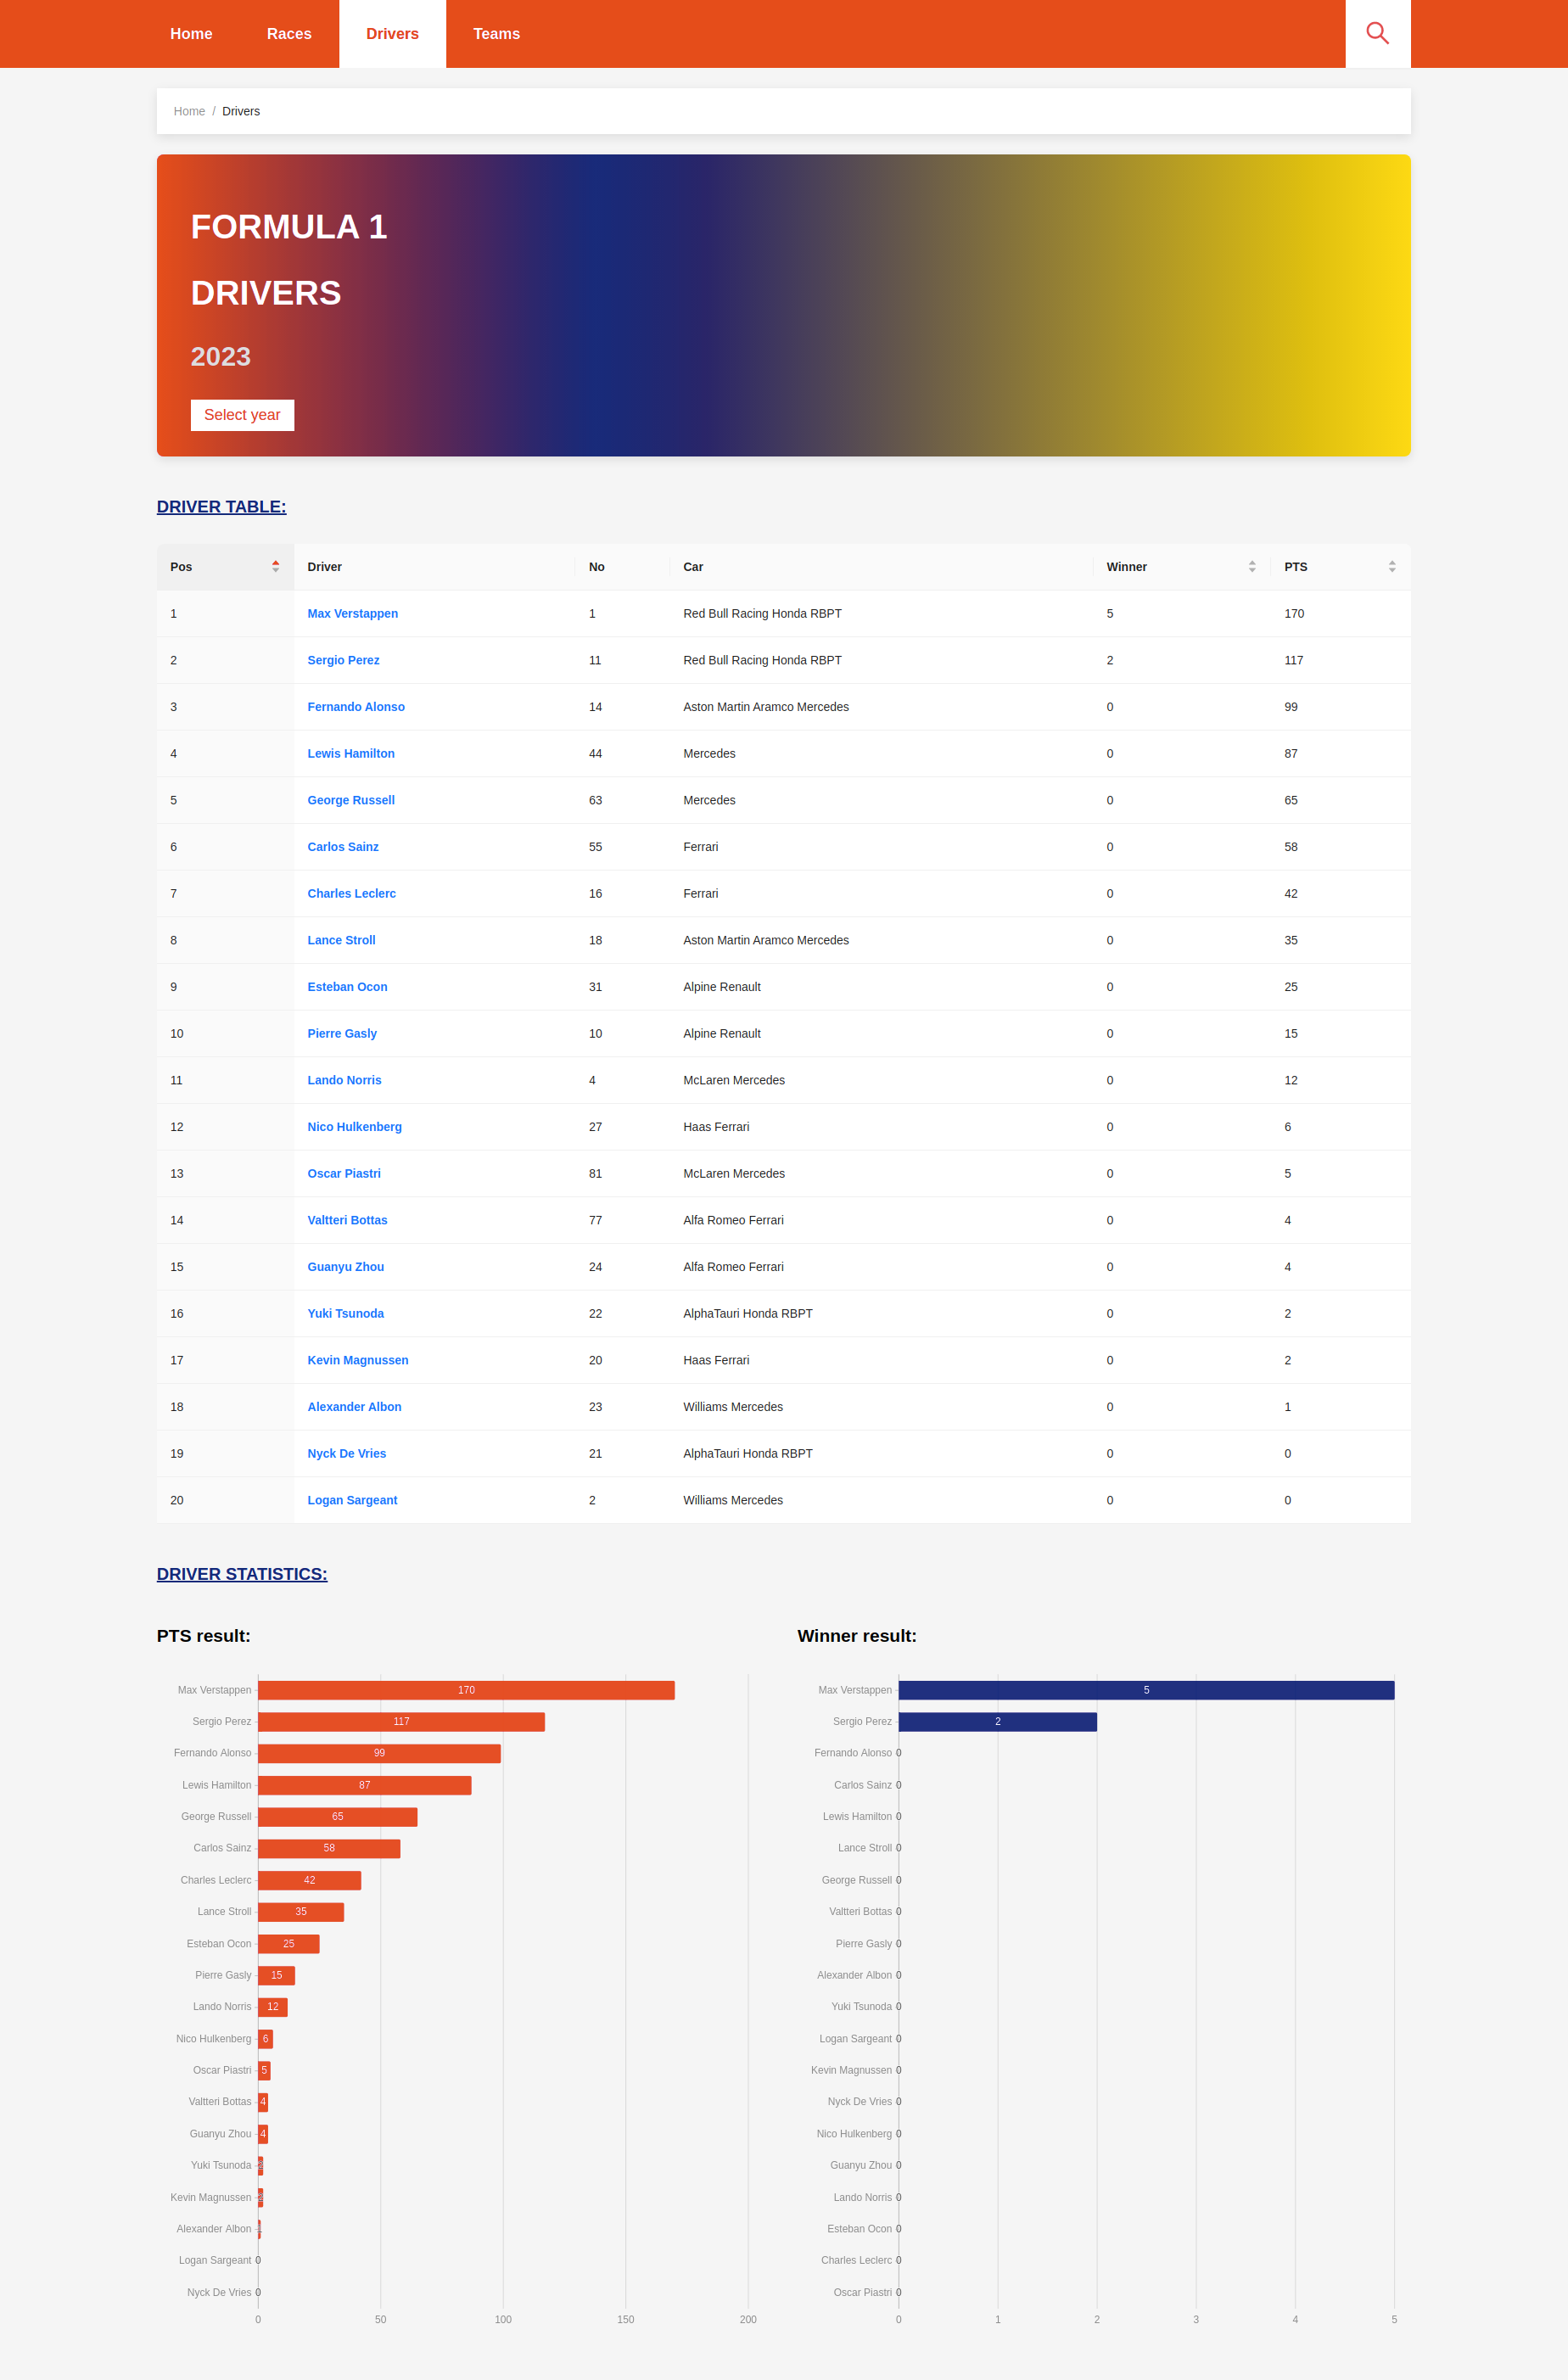 Home Races Drivers Teams
Home / Drivers
FORMULA 1
DRIVERS
2023
Select year
DRIVER TABLE:
Pos Driver No Car Winner PTS
1 Max Verstappen 1 Red Bull Racing Honda RBPT 5 170
2 Sergio Perez 11 Red Bull Racing Honda RBPT 2 117
3 Fernando Alonso 14 Aston Martin Aramco Mercedes 0 99
4 Lewis Hamilton 44 Mercedes 0 87
5 George Russell 63 Mercedes 0 65
6 Carlos Sainz 55 Ferrari 0 58
7 Charles Leclerc 16 Ferrari 0 42
8 Lance Stroll 18 Aston Martin Aramco Mercedes 0 35
9 Esteban Ocon 31 Alpine Renault 0 25
10 Pierre Gasly 10 Alpine Renault 0 15
11 Lando Norris 4 McLaren Mercedes 0 12
12 Nico Hulkenberg 27 Haas Ferrari 0 6
13 Oscar Piastri 81 McLaren Mercedes 0 5
14 Valtteri Bottas 77 Alfa Romeo Ferrari 0 4
15 Guanyu Zhou 24 Alfa Romeo Ferrari 0 4
16 Yuki Tsunoda 22 AlphaTauri Honda RBPT 0 2
17 Kevin Magnussen 20 Haas Ferrari 0 2
18 Alexander Albon 23 Williams Mercedes 0 1
19 Nyck De Vries 21 AlphaTauri Honda RBPT 0 0
20 Logan Sargeant 2 Williams Mercedes 0 0
DRIVER STATISTICS:
PTS result:
Max Verstappen 170
Sergio Perez 117
Fernando Alonso 99
Lewis Hamilton 87
George Russell 65
Carlos Sainz 58
Charles Leclerc 42
Lance Stroll 35
Esteban Ocon 25
Pierre Gasly 15
Lando Norris 12
Nico Hulkenberg 6
Oscar Piastri 5
Valtteri Bottas 4
Guanyu Zhou 4
Yuki Tsunoda 2
Kevin Magnussen 2
Alexander Albon 1
Logan Sargeant 0
Nyck De Vries 0
0 50 100 150 200
Winner result:
Max Verstappen 5
Sergio Perez 2
Fernando Alonso 0
Carlos Sainz 0
Lewis Hamilton 0
Lance Stroll 0
George Russell 0
Valtteri Bottas 0
Pierre Gasly 0
Alexander Albon 0
Yuki Tsunoda 0
Logan Sargeant 0
Kevin Magnussen 0
Nyck De Vries 0
Nico Hulkenberg 0
Guanyu Zhou 0
Lando Norris 0
Esteban Ocon 0
Charles Leclerc 0
Oscar Piastri 0
0 1 2 3 4 5